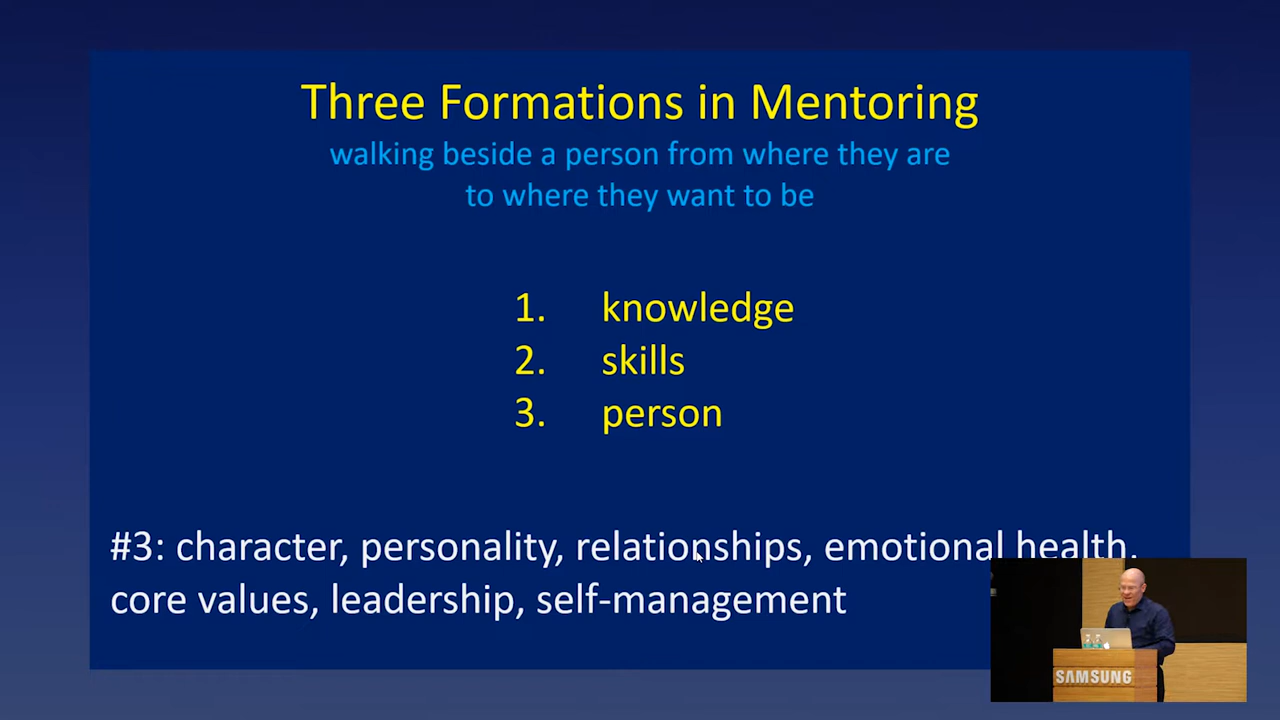 Three Formations in Mentoring
walking beside a person from where they are
to where they want to be
1. knowledge
2. skills
3. person
#3: character, personality, relationships, emotional health,
core values, leadership, self-management
SAMSUNG